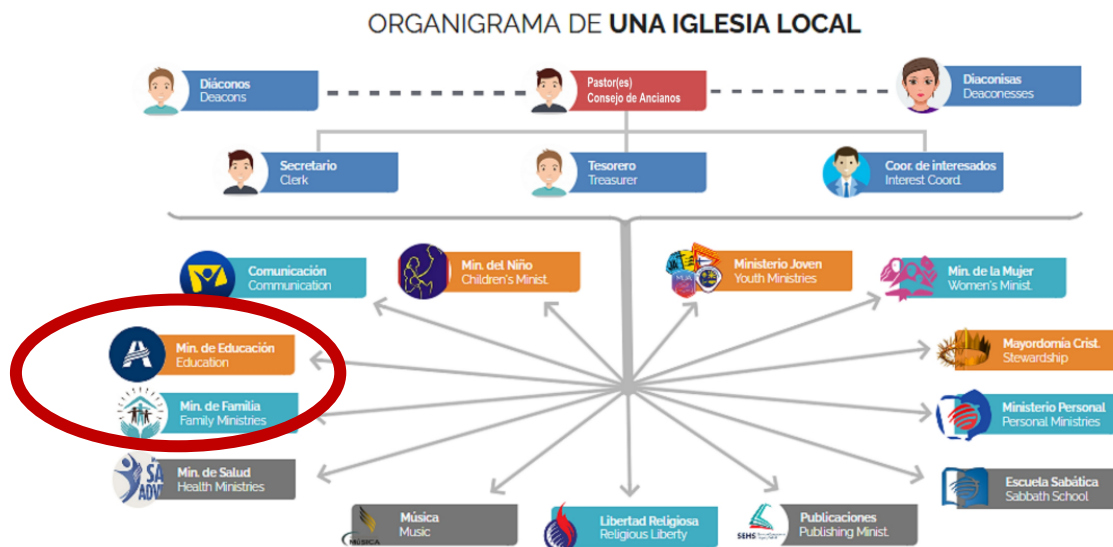 ORGANIGRAMA DE UNA IGLESIA LOCAL
Diáconos
Deacons
Pastor(es)
Consejo de Ancianos
Diaconisas
Deaconesses
Secretario
Clerk
Tesorero
Treasurer
Coor. de interesados
Interest Coord.
Comunicación
Communication
Min. del Niño
Children's Minist.
Ministerio Joven
Youth Ministries
Min. de la Mujer
Women's Minist.
Min. de Educación
Education
Mayordomía Crist.
Stewardship
Min. de Familia
Family Ministries
Ministerio Personal
Personal Ministries
Min. de Salud
Health Ministries
Escuela Sabática
Sabbath School
MÚSICA
Música
Music
Libertad Religiosa
Religious Liberty
SEHS
Publicaciones
Publishing Minist.